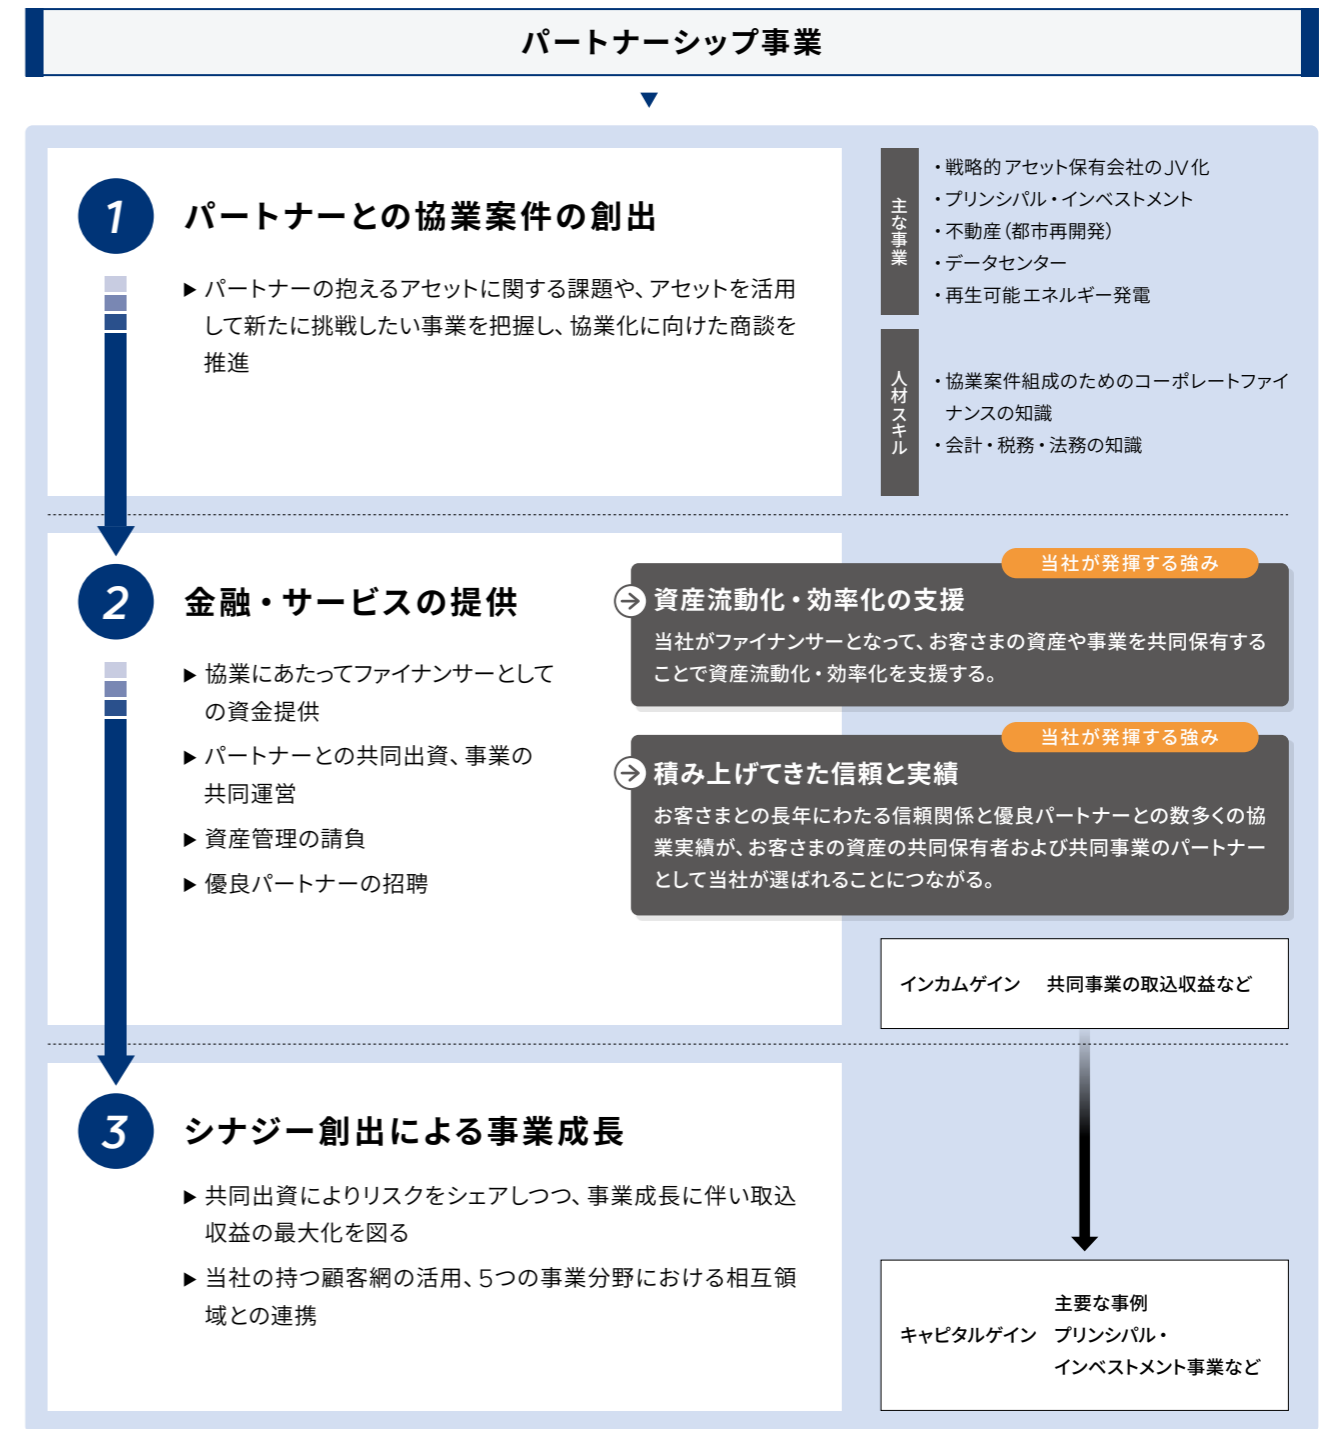 パートナーシップ事業
1
パートナーとの協業案件の創出
▶パートナーの抱えるアセットに関する課題や、アセットを活用
して新たに挑戦したい事業を把握し、協業化に向けた商談を
推進
主な事業
・戦略的アセット保有会社のJV化
・プリンシパル・インベストメント
・不動産(都市再開発)
・データセンター
・再生可能エネルギー発電
人材スキル
・協業案件組成のためのコーポレートファイ
ナンスの知識
・会計・税務・法務の知識
2
金融・サービスの提供
▶協業にあたってファイナンサーとして
の資金提供
▶パートナーとの共同出資、事業の
共同運営
▶資産管理の請負
▶優良パートナーの招聘
当社が発揮する強み
資産流動化・効率化の支援
当社がファイナンサーとなって、お客さまの資産や事業を共同保有する
ことで資産流動化・効率化を支援する。
当社が発揮する強み
積み上げてきた信頼と実績
お客さまとの長年にわたる信頼関係と優良パートナーとの数多くの協
業実績が、お客さまの資産の共同保有者および共同事業のパートナー
として当社が選ばれることにつながる。
インカムゲイン 共同事業の取込収益など
3
シナジー創出による事業成長
▶共同出資によりリスクをシェアしつつ、事業成長に伴い取込
収益の最大化を図る
▶当社の持つ顧客網の活用、5つの事業分野における相互領
域との連携
キャピタルゲイン
主要な事例
プリンシパル・
インベストメント事業など